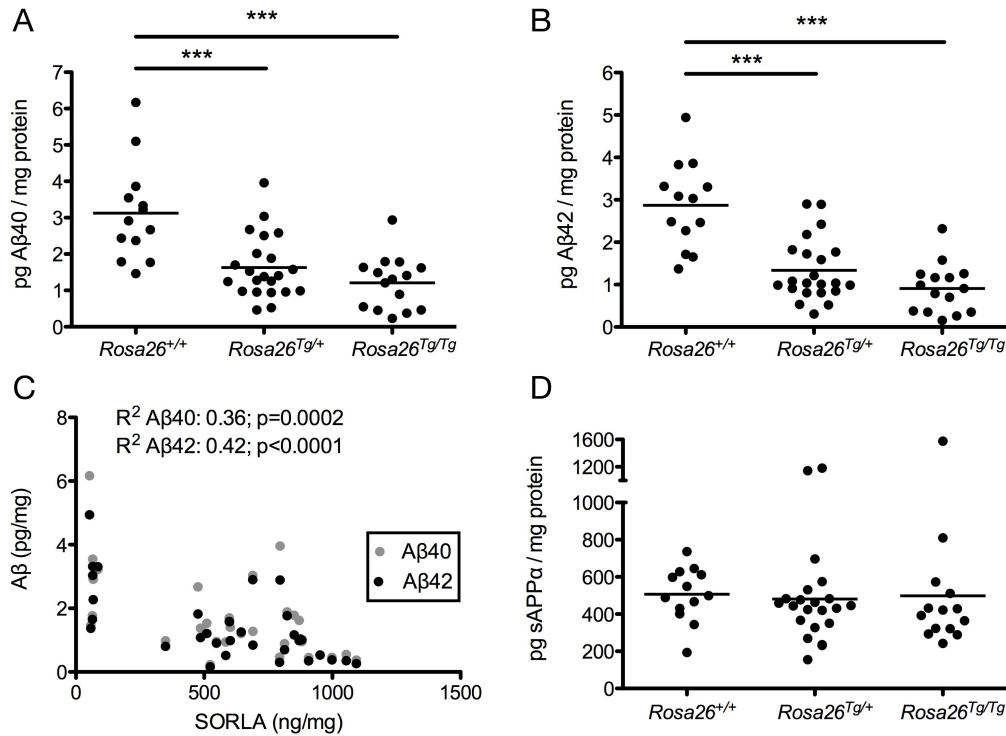 A
***
***
7
6
5
4
3
2
1
0
pg Aβ40 / mg protein
Rosa26+/+
Rosa26Tg/+
Rosa26Tg/Tg
B
***
***
6
5
4
3
2
1
0
pg Aβ42 / mg protein
Rosa26+/+
Rosa26Tg/+
Rosa26Tg/Tg
C
R2 Aβ40: 0.36; p=0.0002
R2 Aβ42: 0.42; p<0.0001
8
6
4
2
0
Aβ (pg/mg)
Aβ40
Aβ42
0 500 1000 1500
SORLA (ng/mg)
D
1600
1200
1000
800
600
400
200
0
pg sAPPα / mg protein
Rosa26+/+
Rosa26Tg/+
Rosa26Tg/Tg